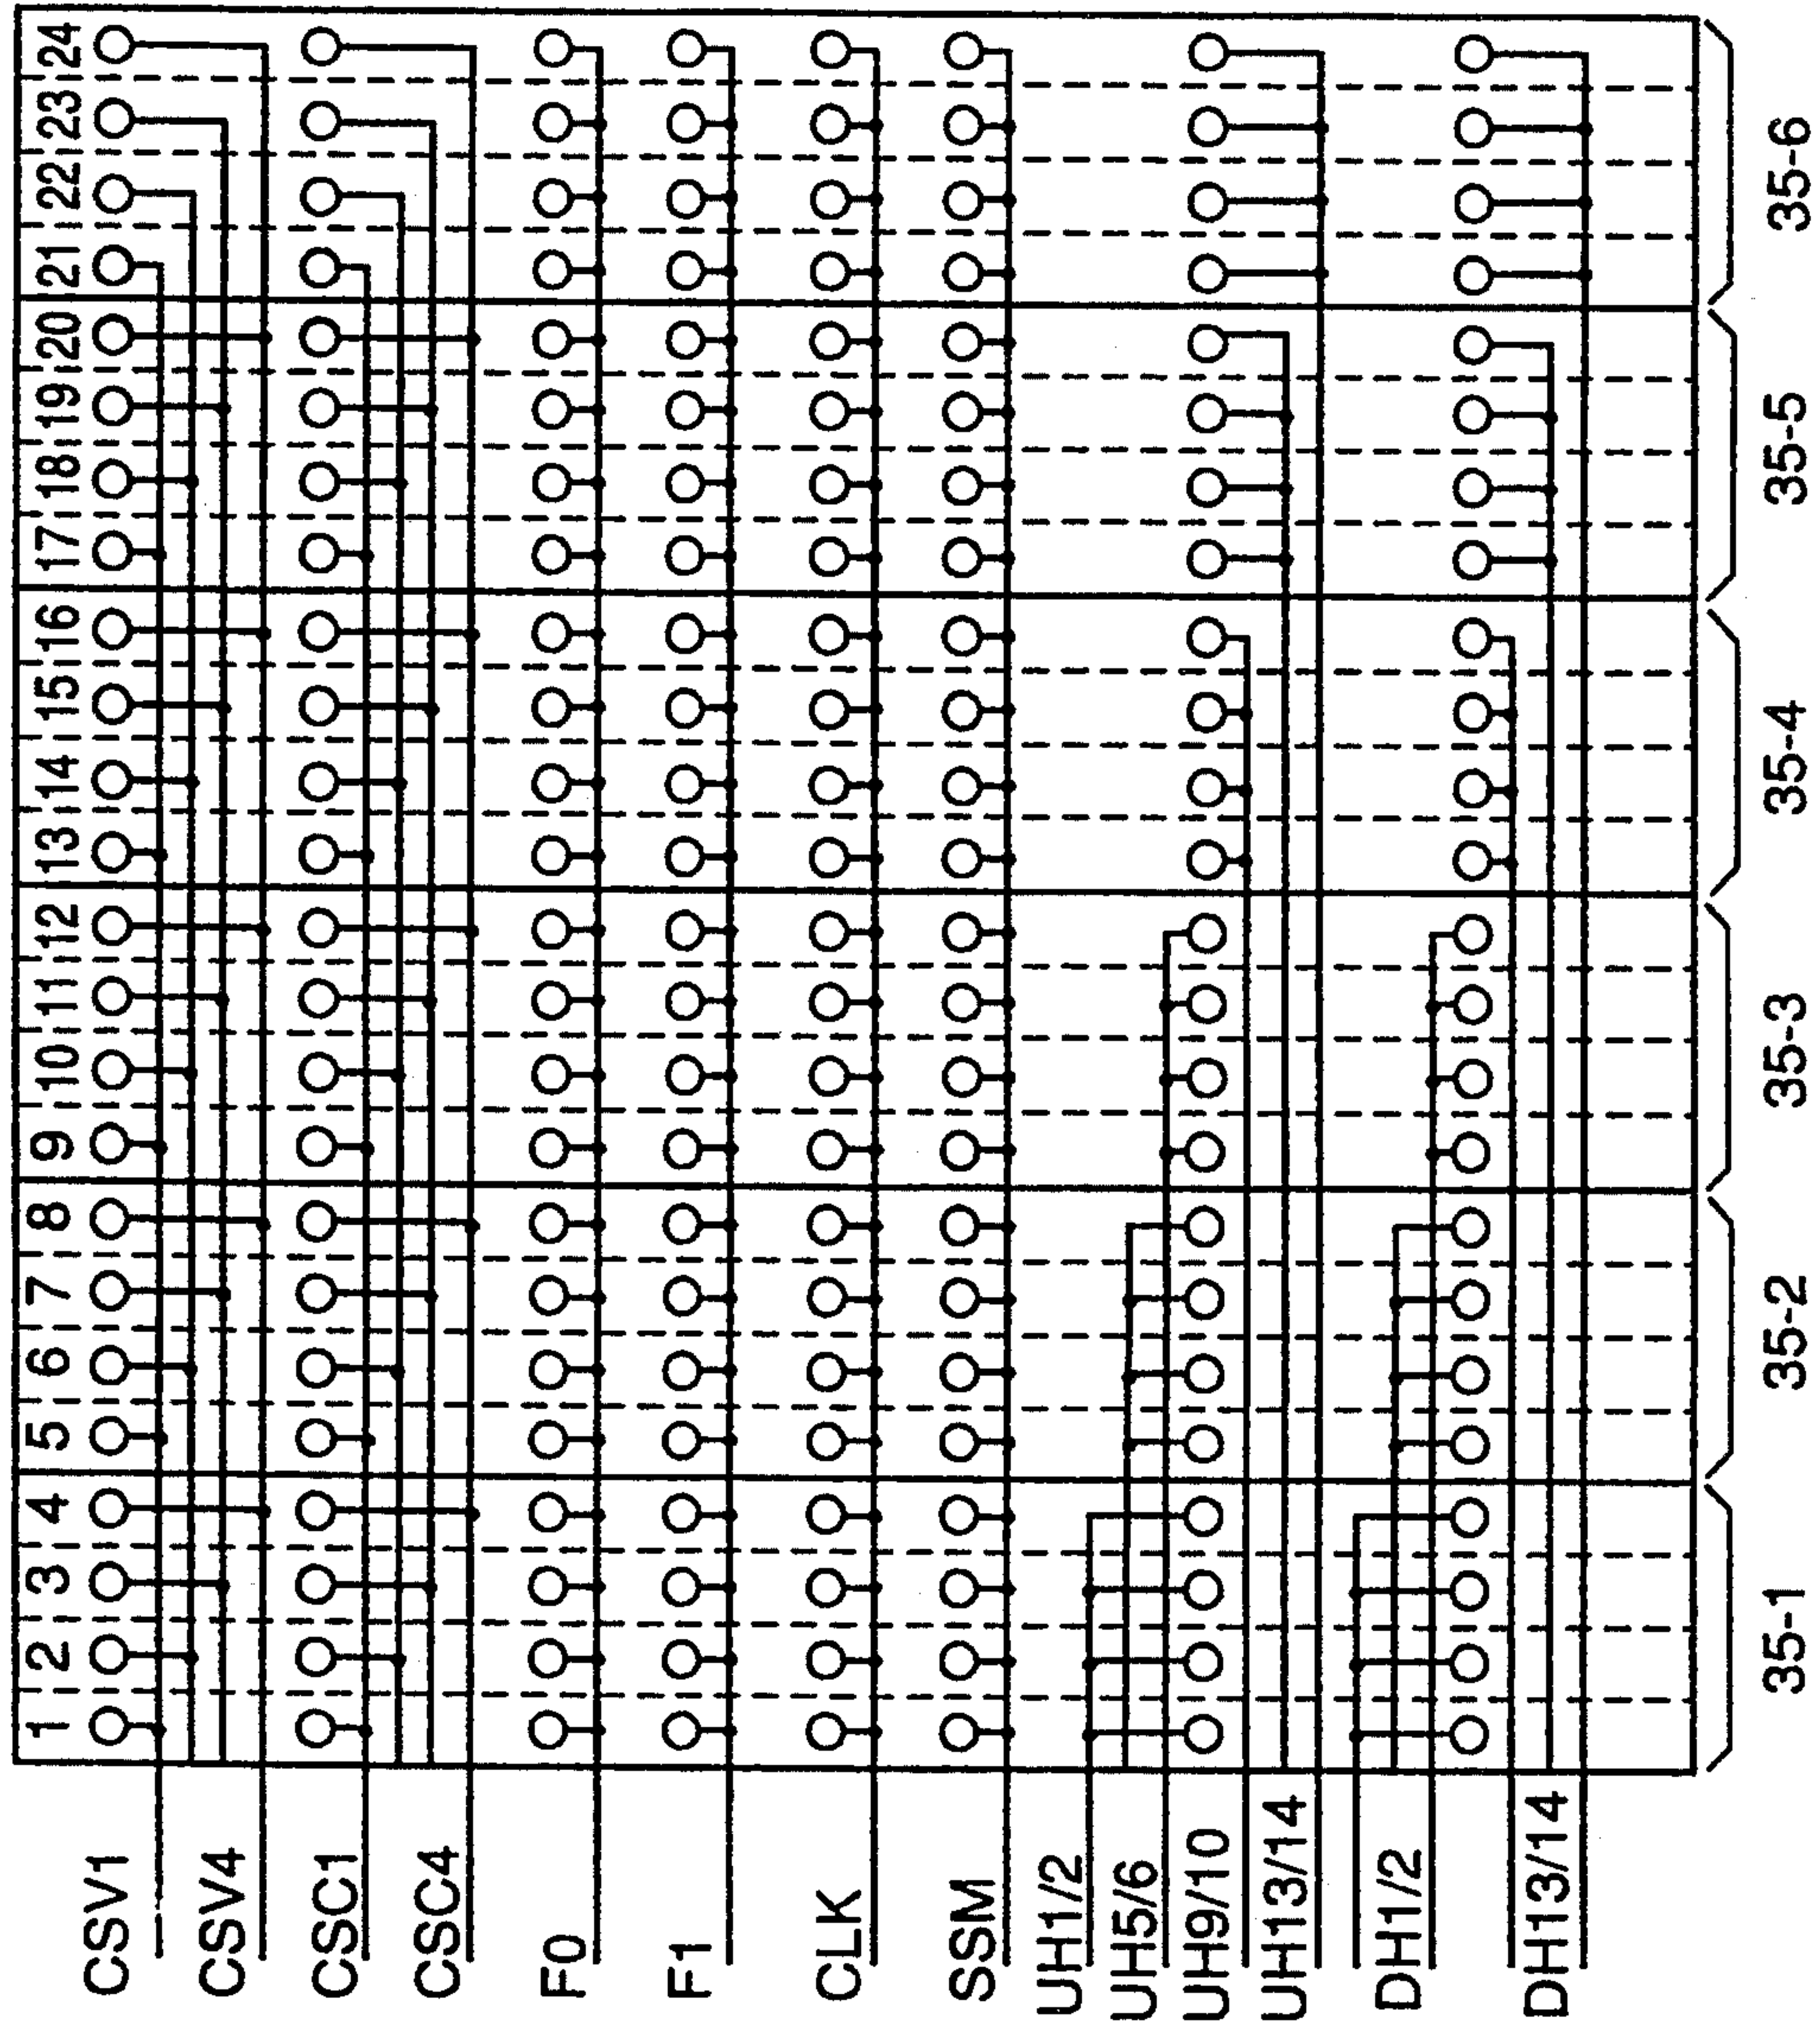 1 2 3 4 5 6 7 8 9 10 11 12 13 14 15 16 17 18 19 20 21 22 23 24
CSV1
CSV4
CSC1
CSC4
F0
F1
CLK
SSM
UH1/2
UH5/6
UH9/10
UH13/14
DH1/2
DH13/14
35-1 35-2 35-3 35-4 35-5 35-6